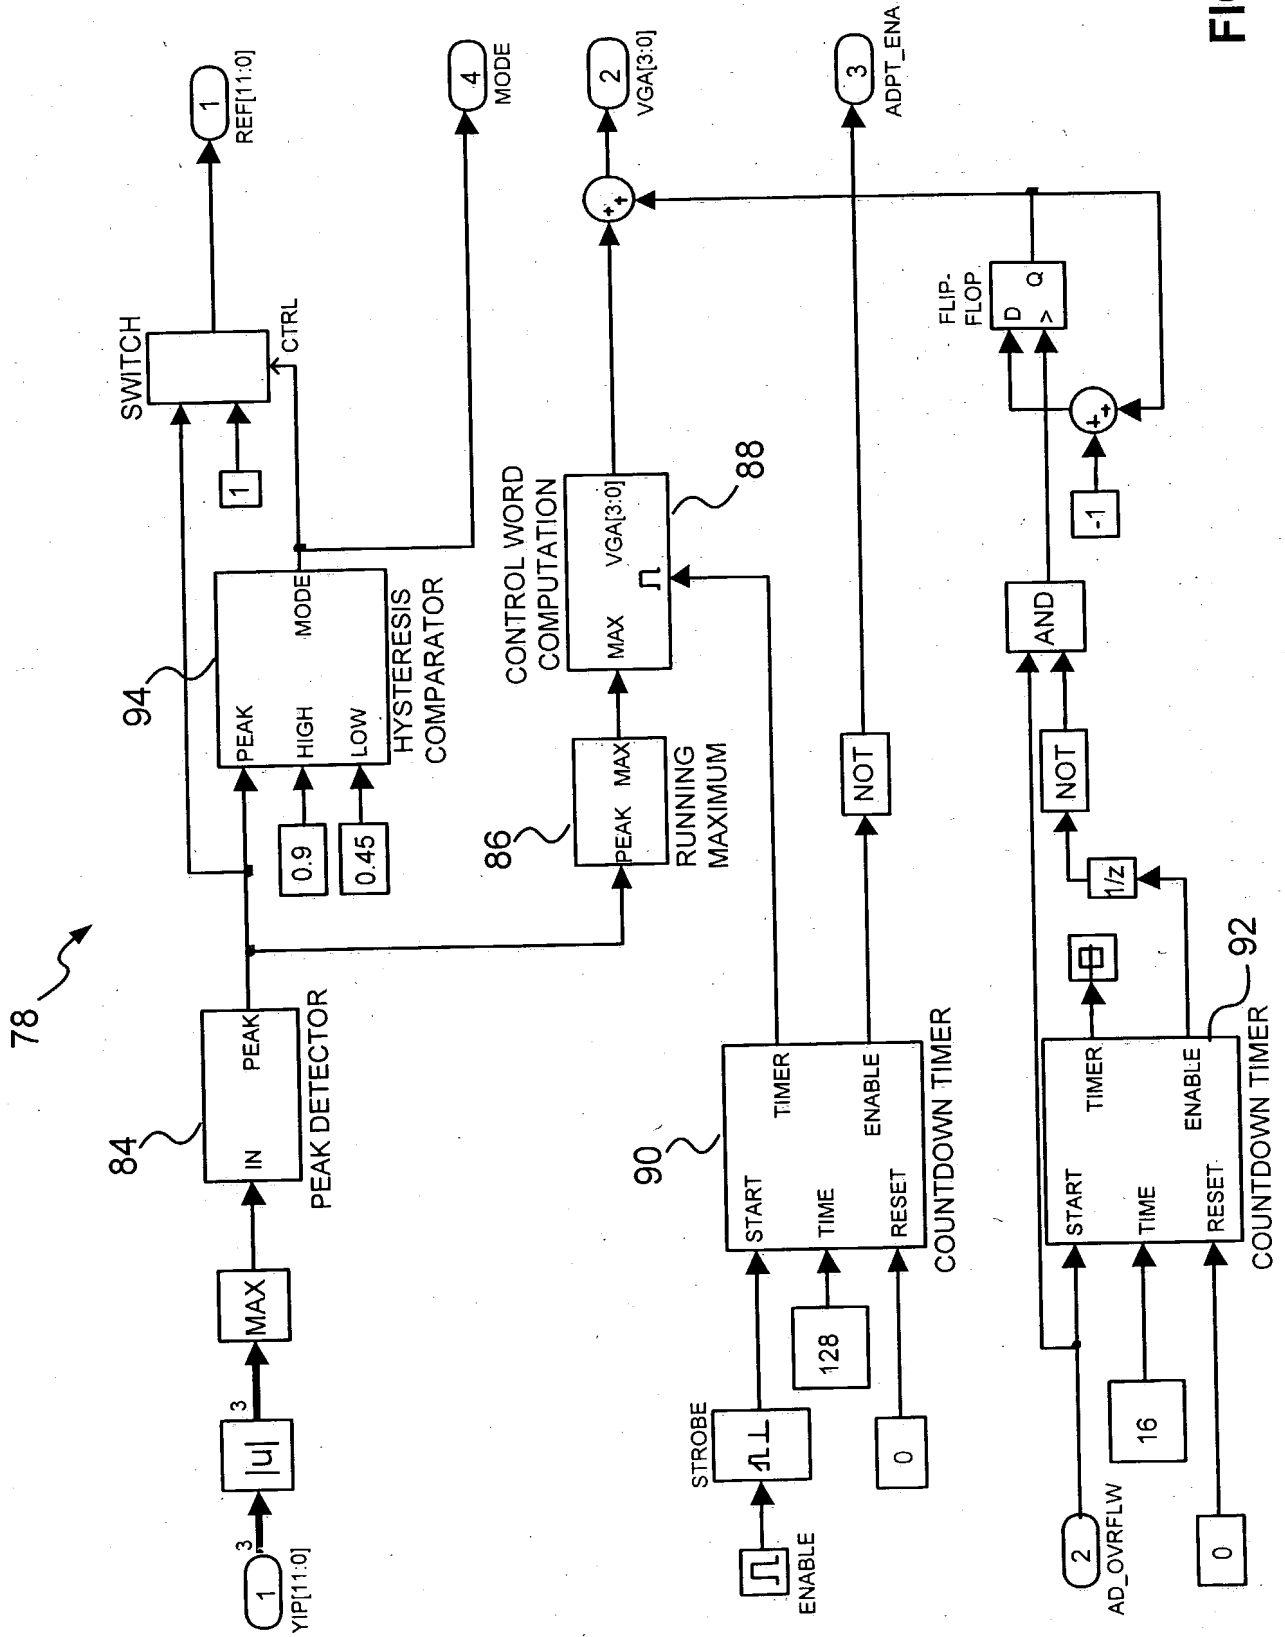 78
1
YIP[11:0]
3
|u|
3
MAX
84
IN
PEAK
PEAK DETECTOR
94
PEAK
HIGH
LOW
MODE
HYSTERESIS
COMPARATOR
0.9
0.45
SWITCH
1
CTRL
1
REF[11:0]
4
MODE
86
PEAK
MAX
RUNNING
MAXIMUM
CONTROL WORD
COMPUTATION
MAX
VGA[3:0]
88
+
+
2
VGA[3:0]
ENABLE
STROBE
128
0
90
START
TIME
RESET
TIMER
ENABLE
COUNTDOWN TIMER
NOT
3
ADPT_ENA
2
AD_OVRFLW
16
0
START
TIME
RESET
TIMER
ENABLE
92
COUNTDOWN TIMER
1/z
NOT
AND
-1
+
+
FLIP-
FLOP
D
>
Q